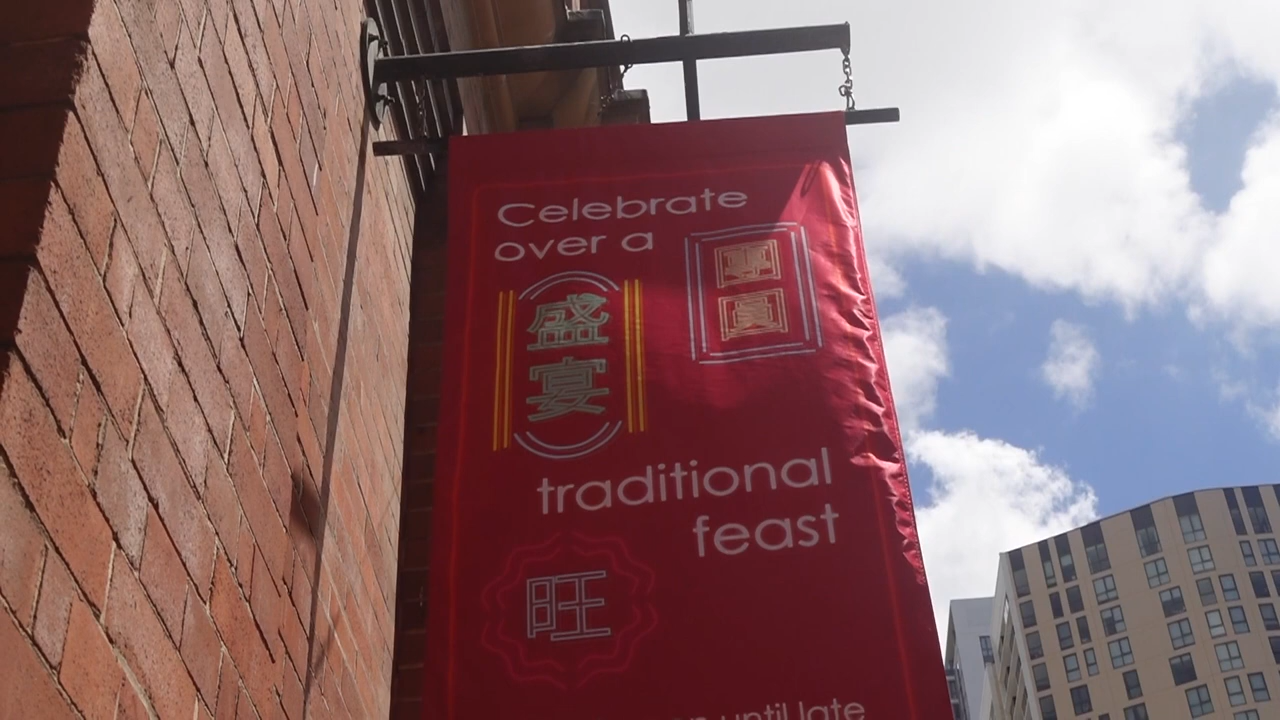 Celebrate
over a
盛
宴
traditional
feast
旺
until late